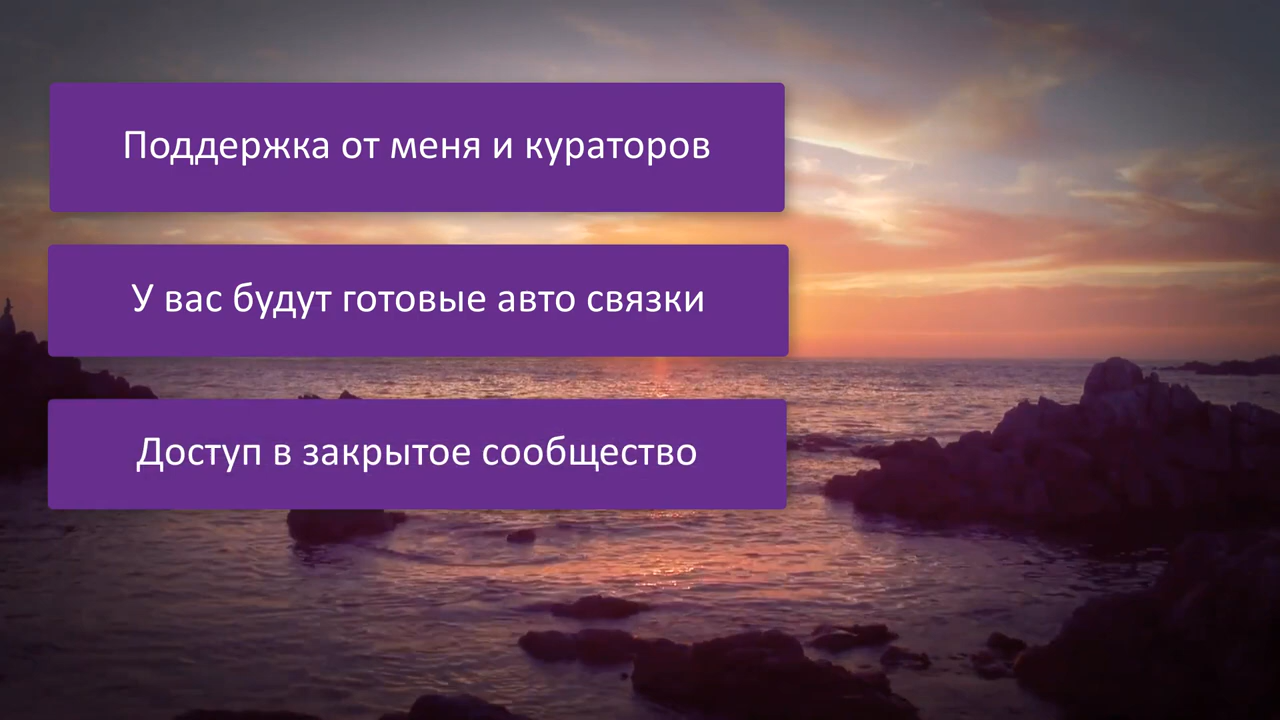 Поддержка от меня и кураторов
У вас будут готовые авто связки
Доступ в закрытое сообщество